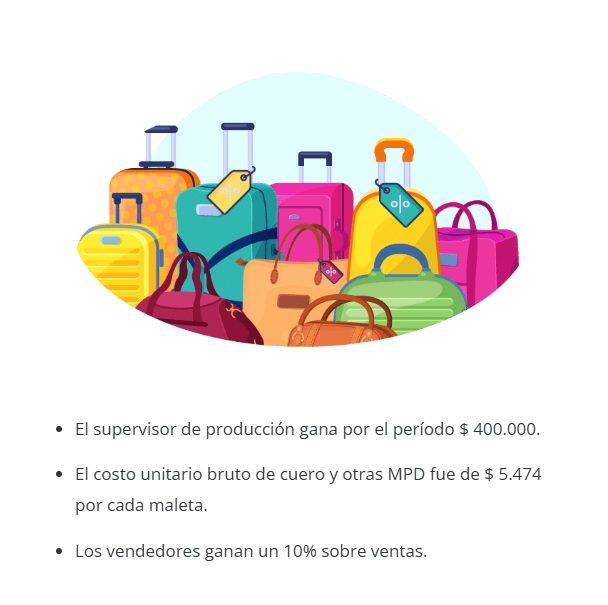 El supervisor de producción gana por el período $ 400.000.
El costo unitario bruto de cuero y otras MPD fue de $ 5.474
por cada maleta.
Los vendedores ganan un 10% sobre ventas.